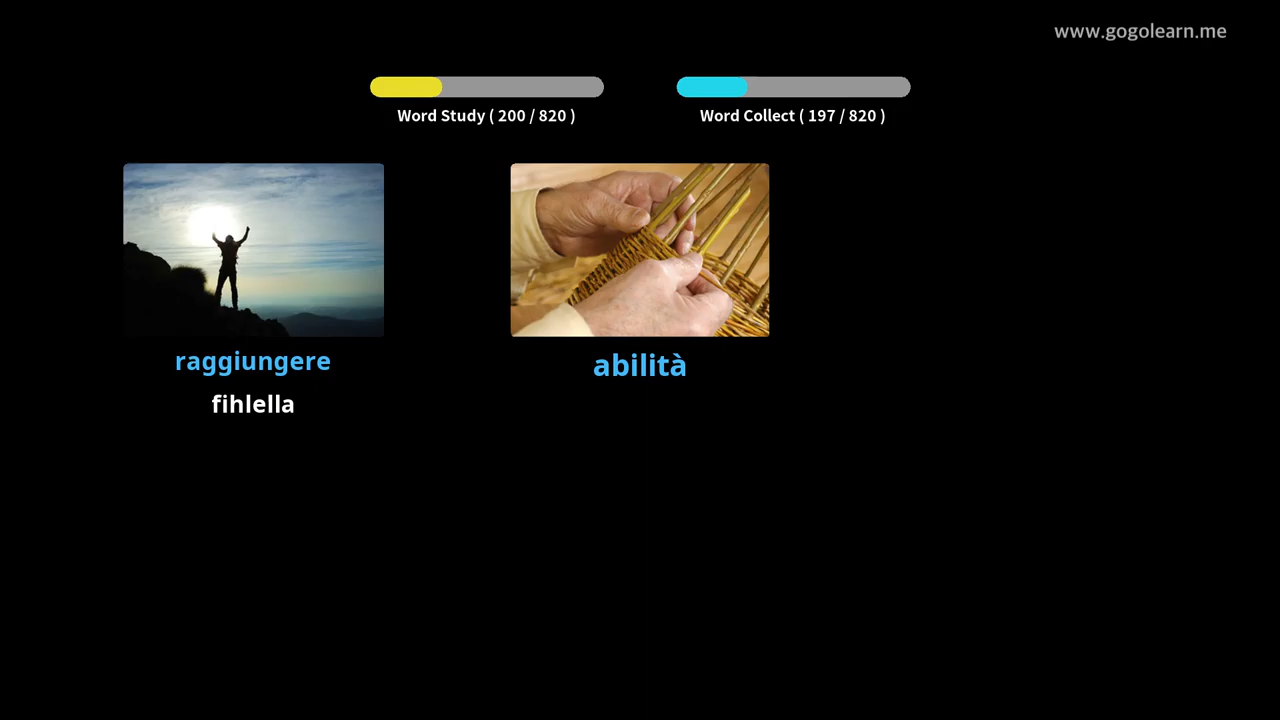 www.gogolearn.me
Word Study ( 200 / 820 )
Word Collect ( 197 / 820 )
raggiungere
fihlella
abilità